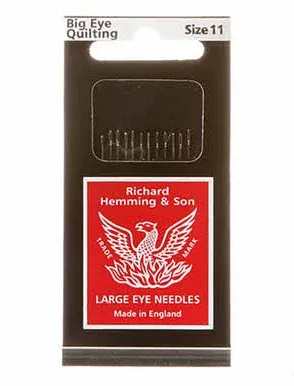 Big Eye
Quilting
Size 11
Richard
Hemming & Son
TRADE MARK
LARGE EYE NEEDLES
Made in England